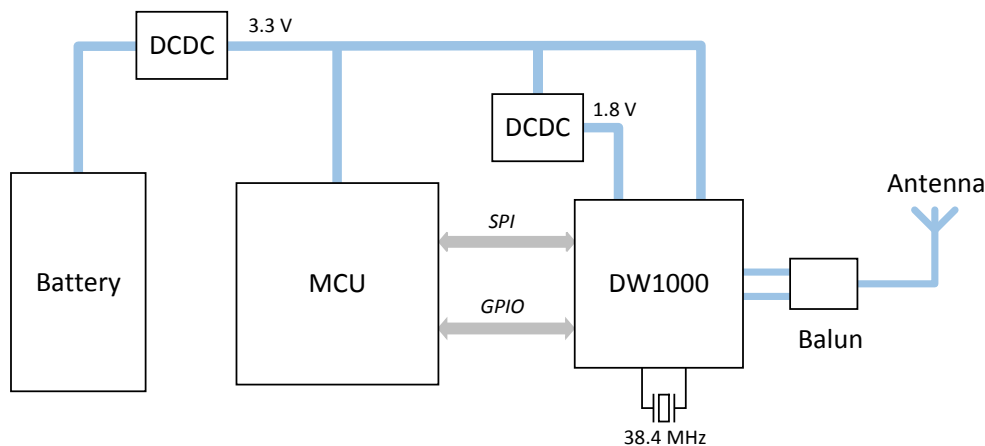 DCDC
3.3 V
DCDC
1.8 V
Antenna
Battery
MCU
SPI
GPIO
DW1000
Balun
38.4 MHz